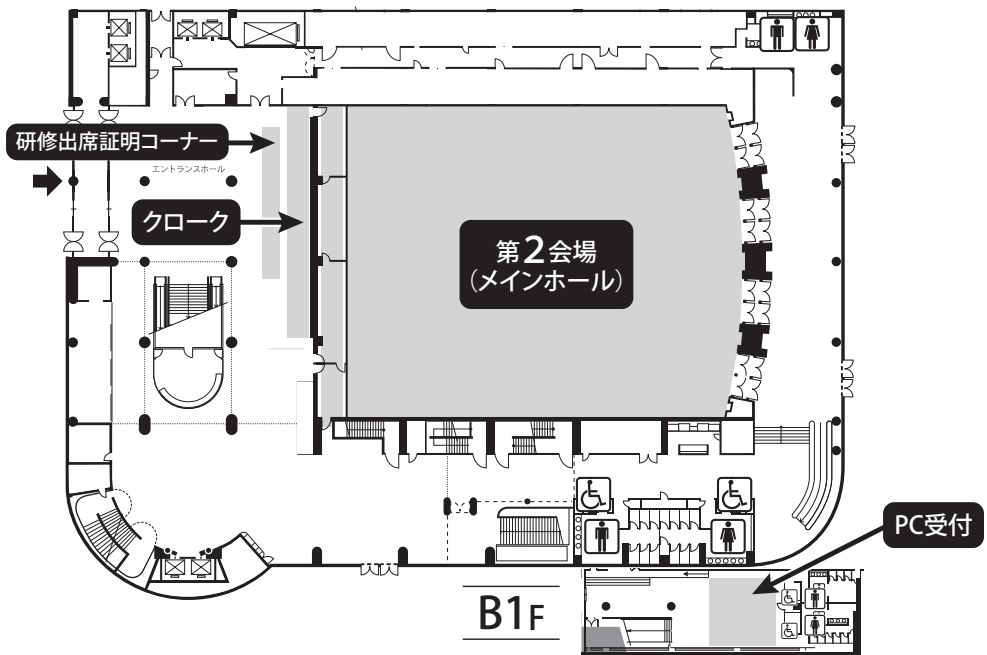 研修出席証明コーナー
エントランスホール
クローク
第2会場
(メインホール)
PC受付
B1F